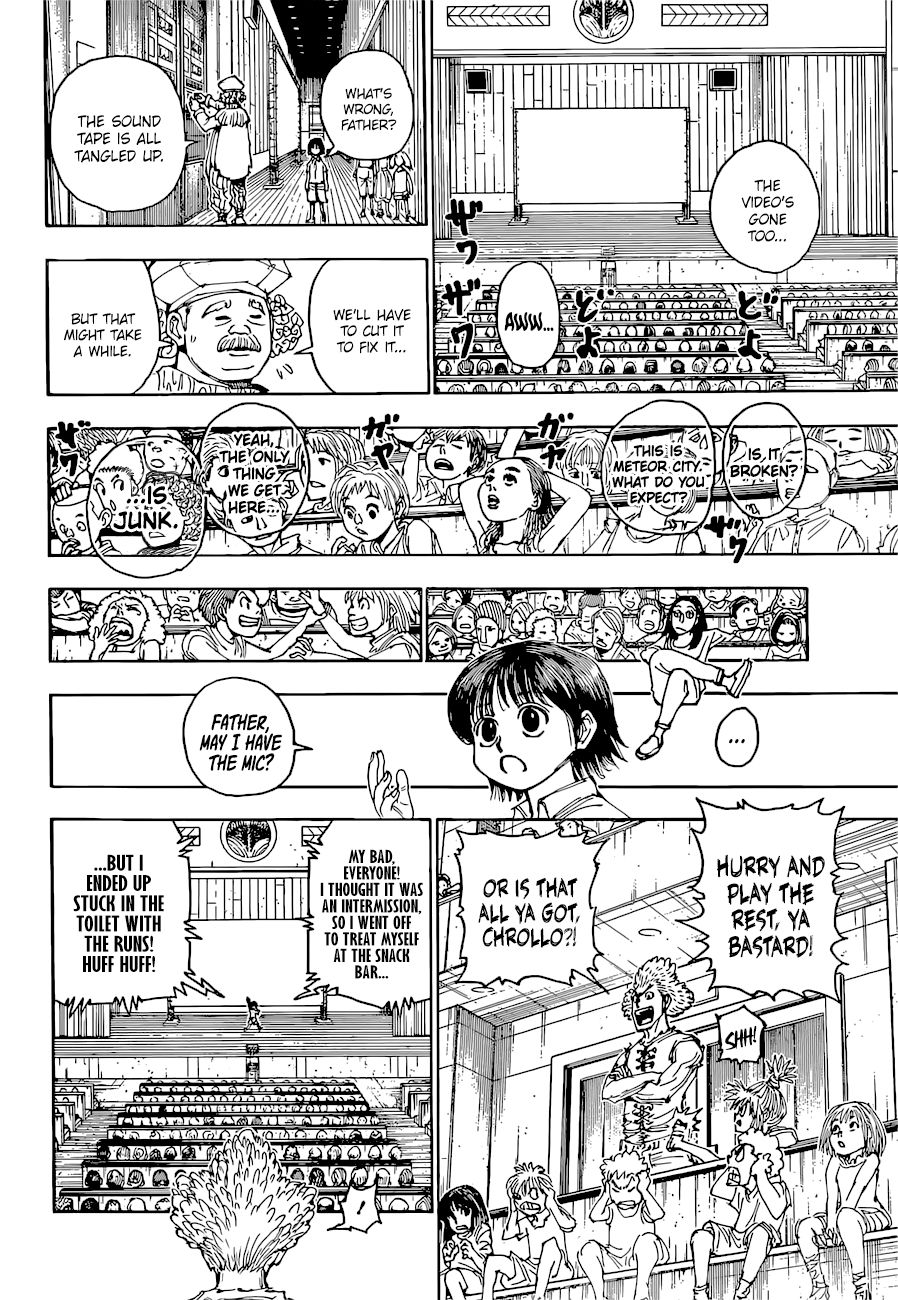 THE
VIDEO'S
GONE
TOO...
ザワ
ザワ
AWW...
どよ
どよ
WHAT'S
WRONG,
FATHER?
THE SOUND
TAPE IS ALL
TANGLED UP.
WE'LL HAVE
TO CUT IT
TO FIX IT...
BUT THAT
MIGHT TAKE
A WHILE.
IS IT
BROKEN?
THIS IS
METEOR CITY.
WHAT DO YOU
EXPECT?
ザワ
ガヤ
ガヤ
YEAH,
THE ONLY
THING
WE GET
HERE...
...IS
JUNK.
ザワ
...
FATHER,
MAY I HAVE
THE MIC?
HURRY AND
PLAY THE
REST, YA
BASTARD!
OR IS THAT
ALL YA GOT,
CHROLLO?!
SHH!
MY BAD,
EVERYONE!
I THOUGHT IT WAS
AN INTERMISSION,
SO I WENT OFF
TO TREAT MYSELF
AT THE SNACK
BAR...
...BUT I
ENDED UP
STUCK IN THE
TOILET WITH
THE RUNS!
HUFF HUFF!
!